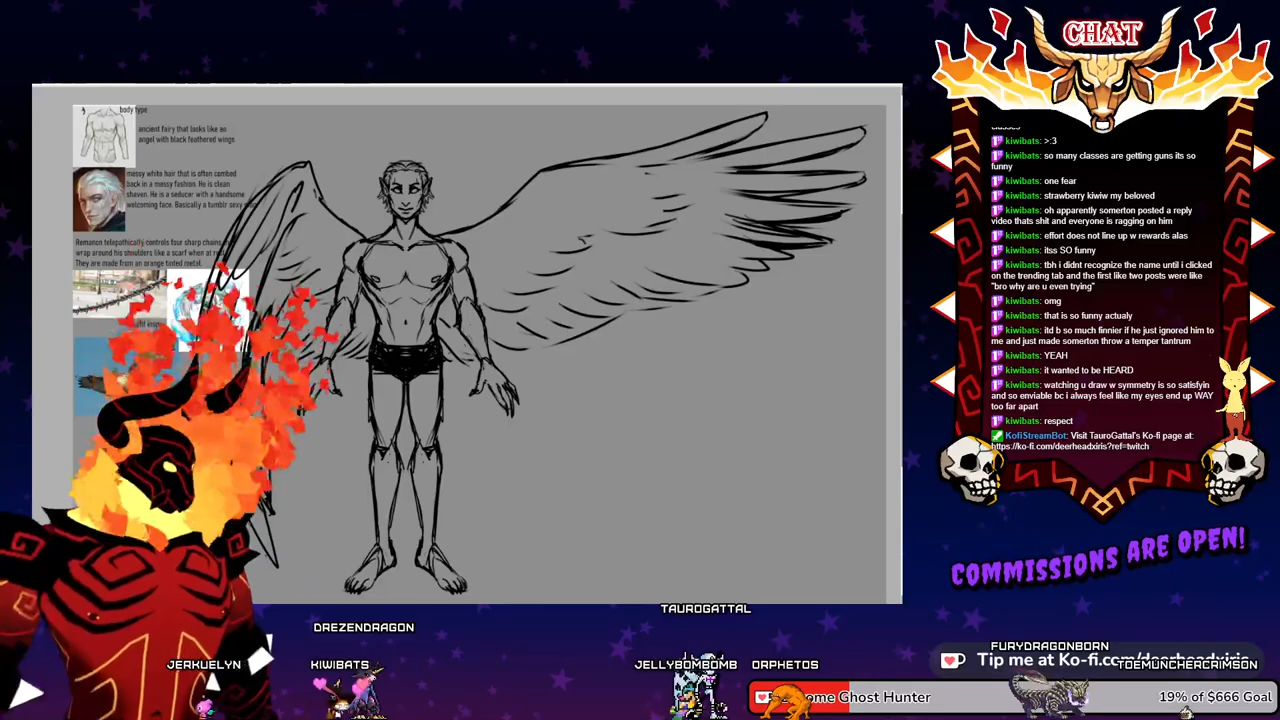 CHAT
body type
ancient fairy that looks like an
angel with black feathered wings
messy white hair that is often combed
back in a messy fashion. He is clean
shaven. He is a seducer with a handsome
welcoming face. Basically a tumblr sexy
Remanon telepathically controls four sharp chains
wrap around his shoulders like a scarf when at
They are made from an orange tinted metal.
kiwibats: >:3
kiwibats: so many classes are getting guns its so
funny
kiwibats: one fear
kiwibats: strawberry kiwiw my beloved
kiwibats: oh apparently somerton posted a reply
video thats shit and everyone is ragging on him
kiwibats: effort does not line up w rewards alas
kiwibats: itss SO funny
kiwibats: tbh i didnt recognize the name until i clicked
on the trending tab and the first like two posts were like
"bro why are u even trying"
kiwibats: omg
kiwibats: that is so funny actualy
kiwibats: itd b so much finnier if he just ignored him to
me and just made somerton throw a temper tantrum
kiwibats: YEAH
kiwibats: it wanted to be HEARD
kiwibats: watching u draw w symmetry is so satisfyin
and so enviable bc i always feel like my eyes end up WAY
too far apart
kiwibats: respect
KofiStreamBot: Visit TauroGattal's Ko-fi page at:
https://ko-fi.com/deerheadxiris?ref=twitch
COMMISSIONS ARE OPEN!
TAUROGATTAL
DREZENDRAGON
JERKUELYN
KIWIBATS
JELLYBOMBOMB
ORPHETOS
FURYDRAGONBORN
Tip me at Ko-fi.com/deerheadxiris
TOEMUNCHERCRIMSON
ome Ghost Hunter
19% of $666 Goal